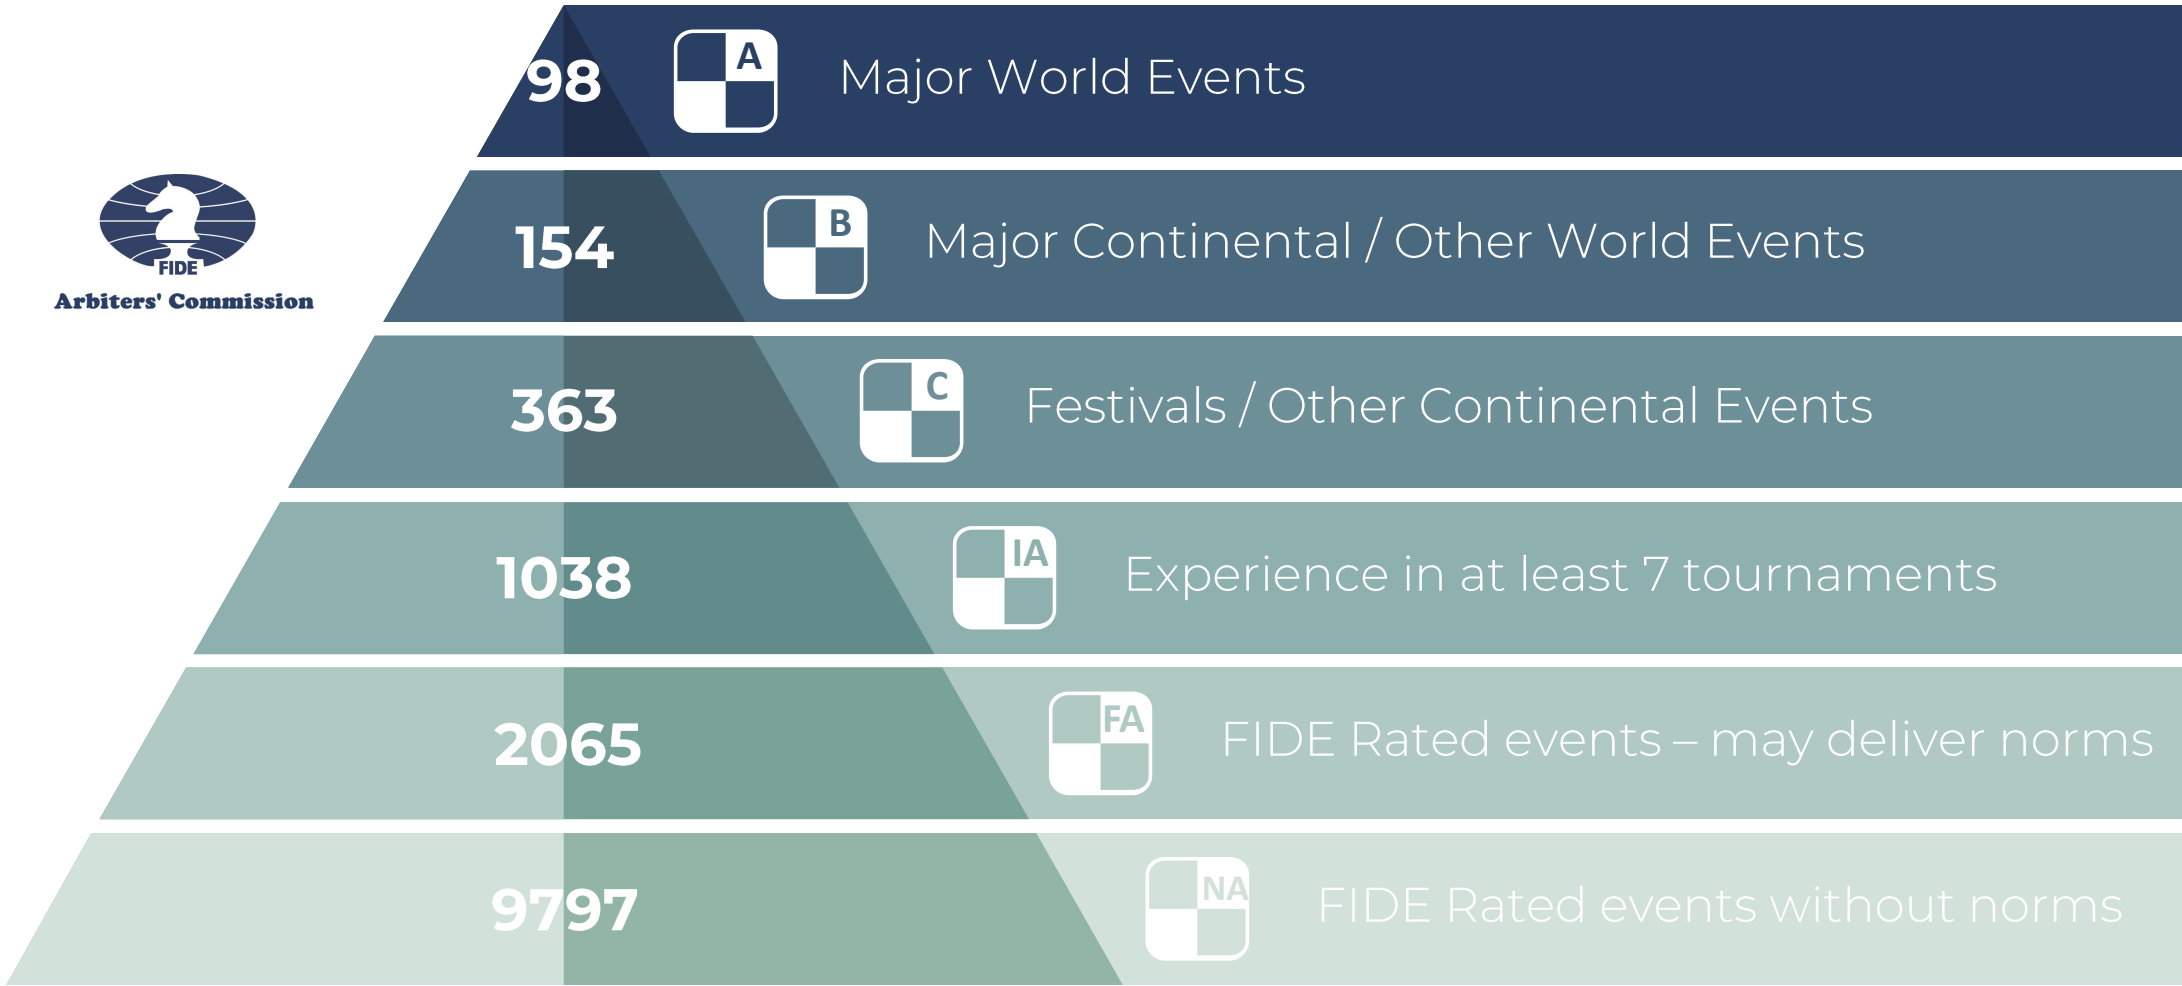 98 A Major World Events
154 B Major Continental / Other World Events
FIDE
Arbiters' Commission
363 C Festivals / Other Continental Events
1038 IA Experience in at least 7 tournaments
2065 FA FIDE Rated events – may deliver norms
9797 NA FIDE Rated events without norms